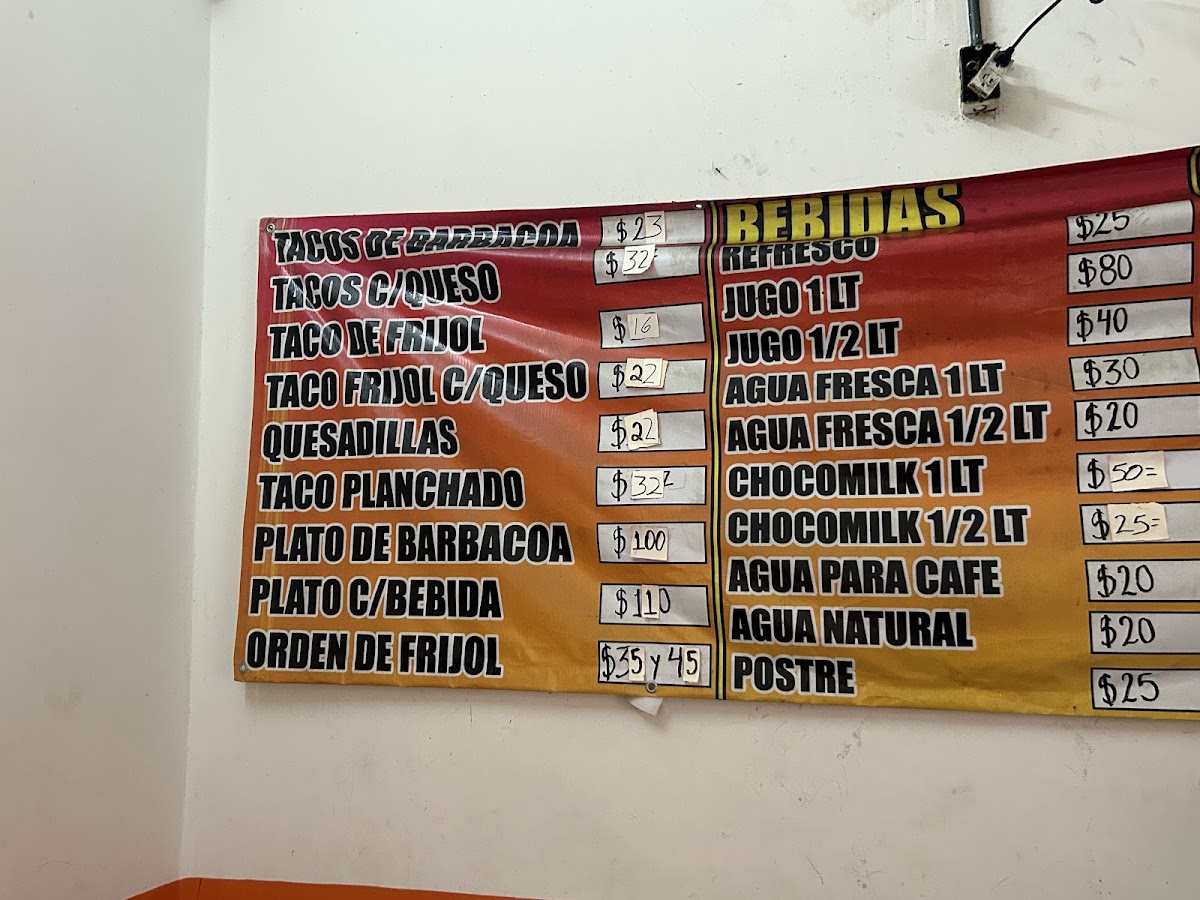 TACOS DE BARBACOA $23
TACOS C/QUESO $32
TACO DE FRIJOL $16
TACO FRIJOL C/QUESO $22
QUESADILLAS $22
TACO PLANCHADO $32
PLATO DE BARBACOA $100
PLATO C/BEBIDA $110
ORDEN DE FRIJOL $35 y 45
BEBIDAS
REFRESCO $25
JUGO 1 LT $80
JUGO 1/2 LT $40
AGUA FRESCA 1 LT $30
AGUA FRESCA 1/2 LT $20
CHOCOMILK 1 LT $50=
CHOCOMILK 1/2 LT $25=
AGUA PARA CAFE $20
AGUA NATURAL $20
POSTRE $25